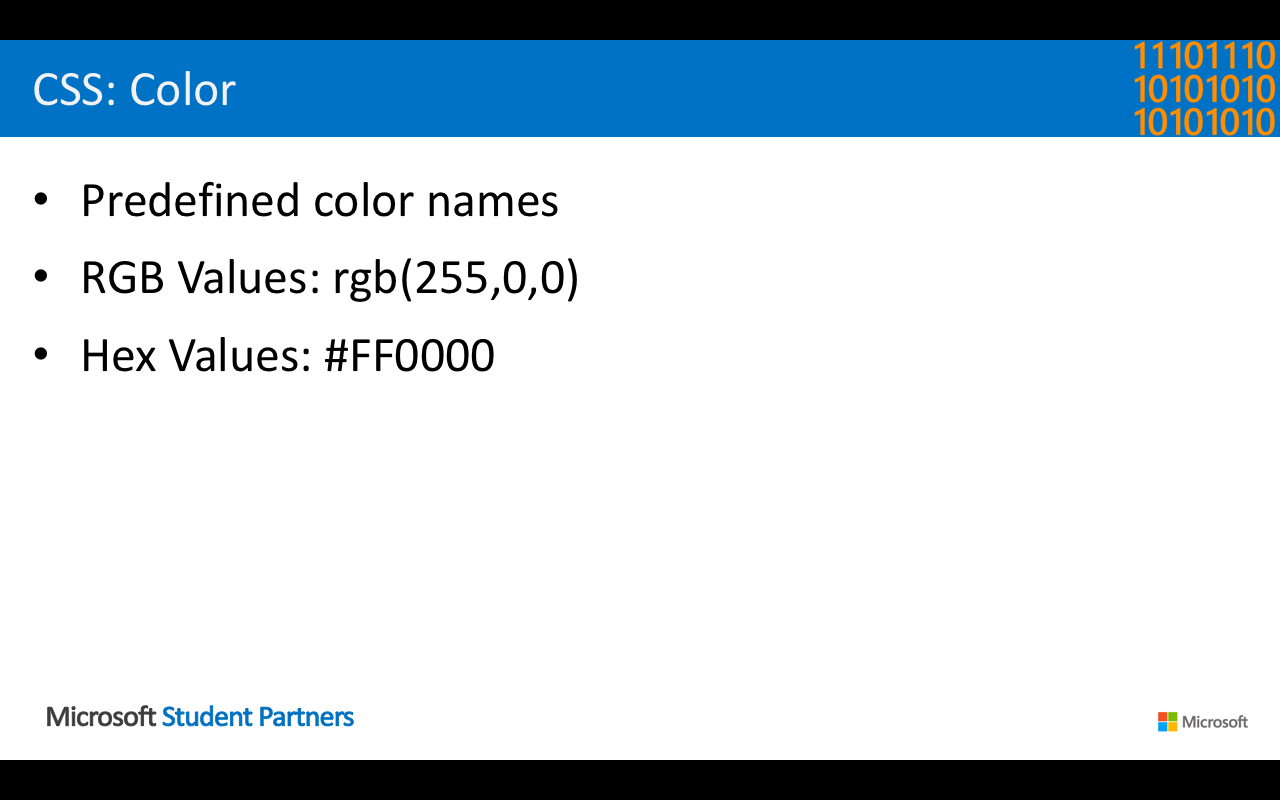 CSS: Color
11101110
10101010
10101010
• Predefined color names
• RGB Values: rgb(255,0,0)
• Hex Values: #FF0000
Microsoft Student Partners
Microsoft